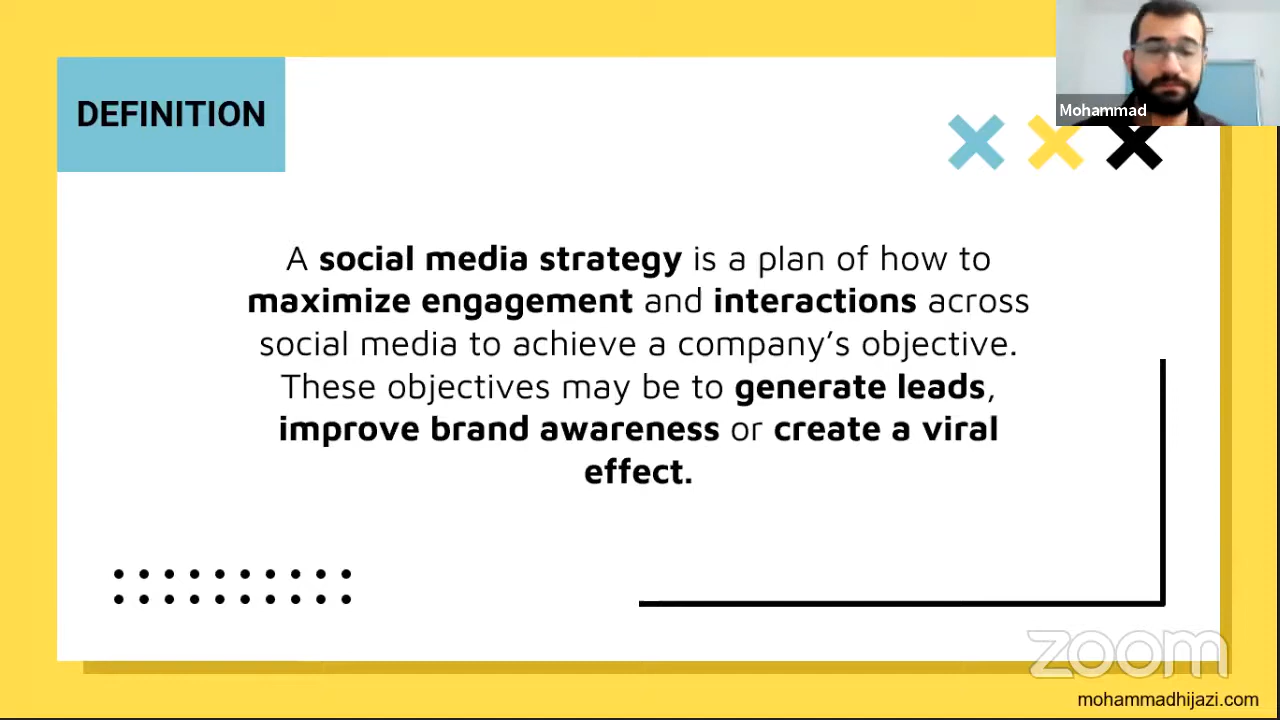 DEFINITION
Mohammad
A social media strategy is a plan of how to
maximize engagement and interactions across
social media to achieve a company’s objective.
These objectives may be to generate leads,
improve brand awareness or create a viral
effect.
zoom
mohammadhijazi.com